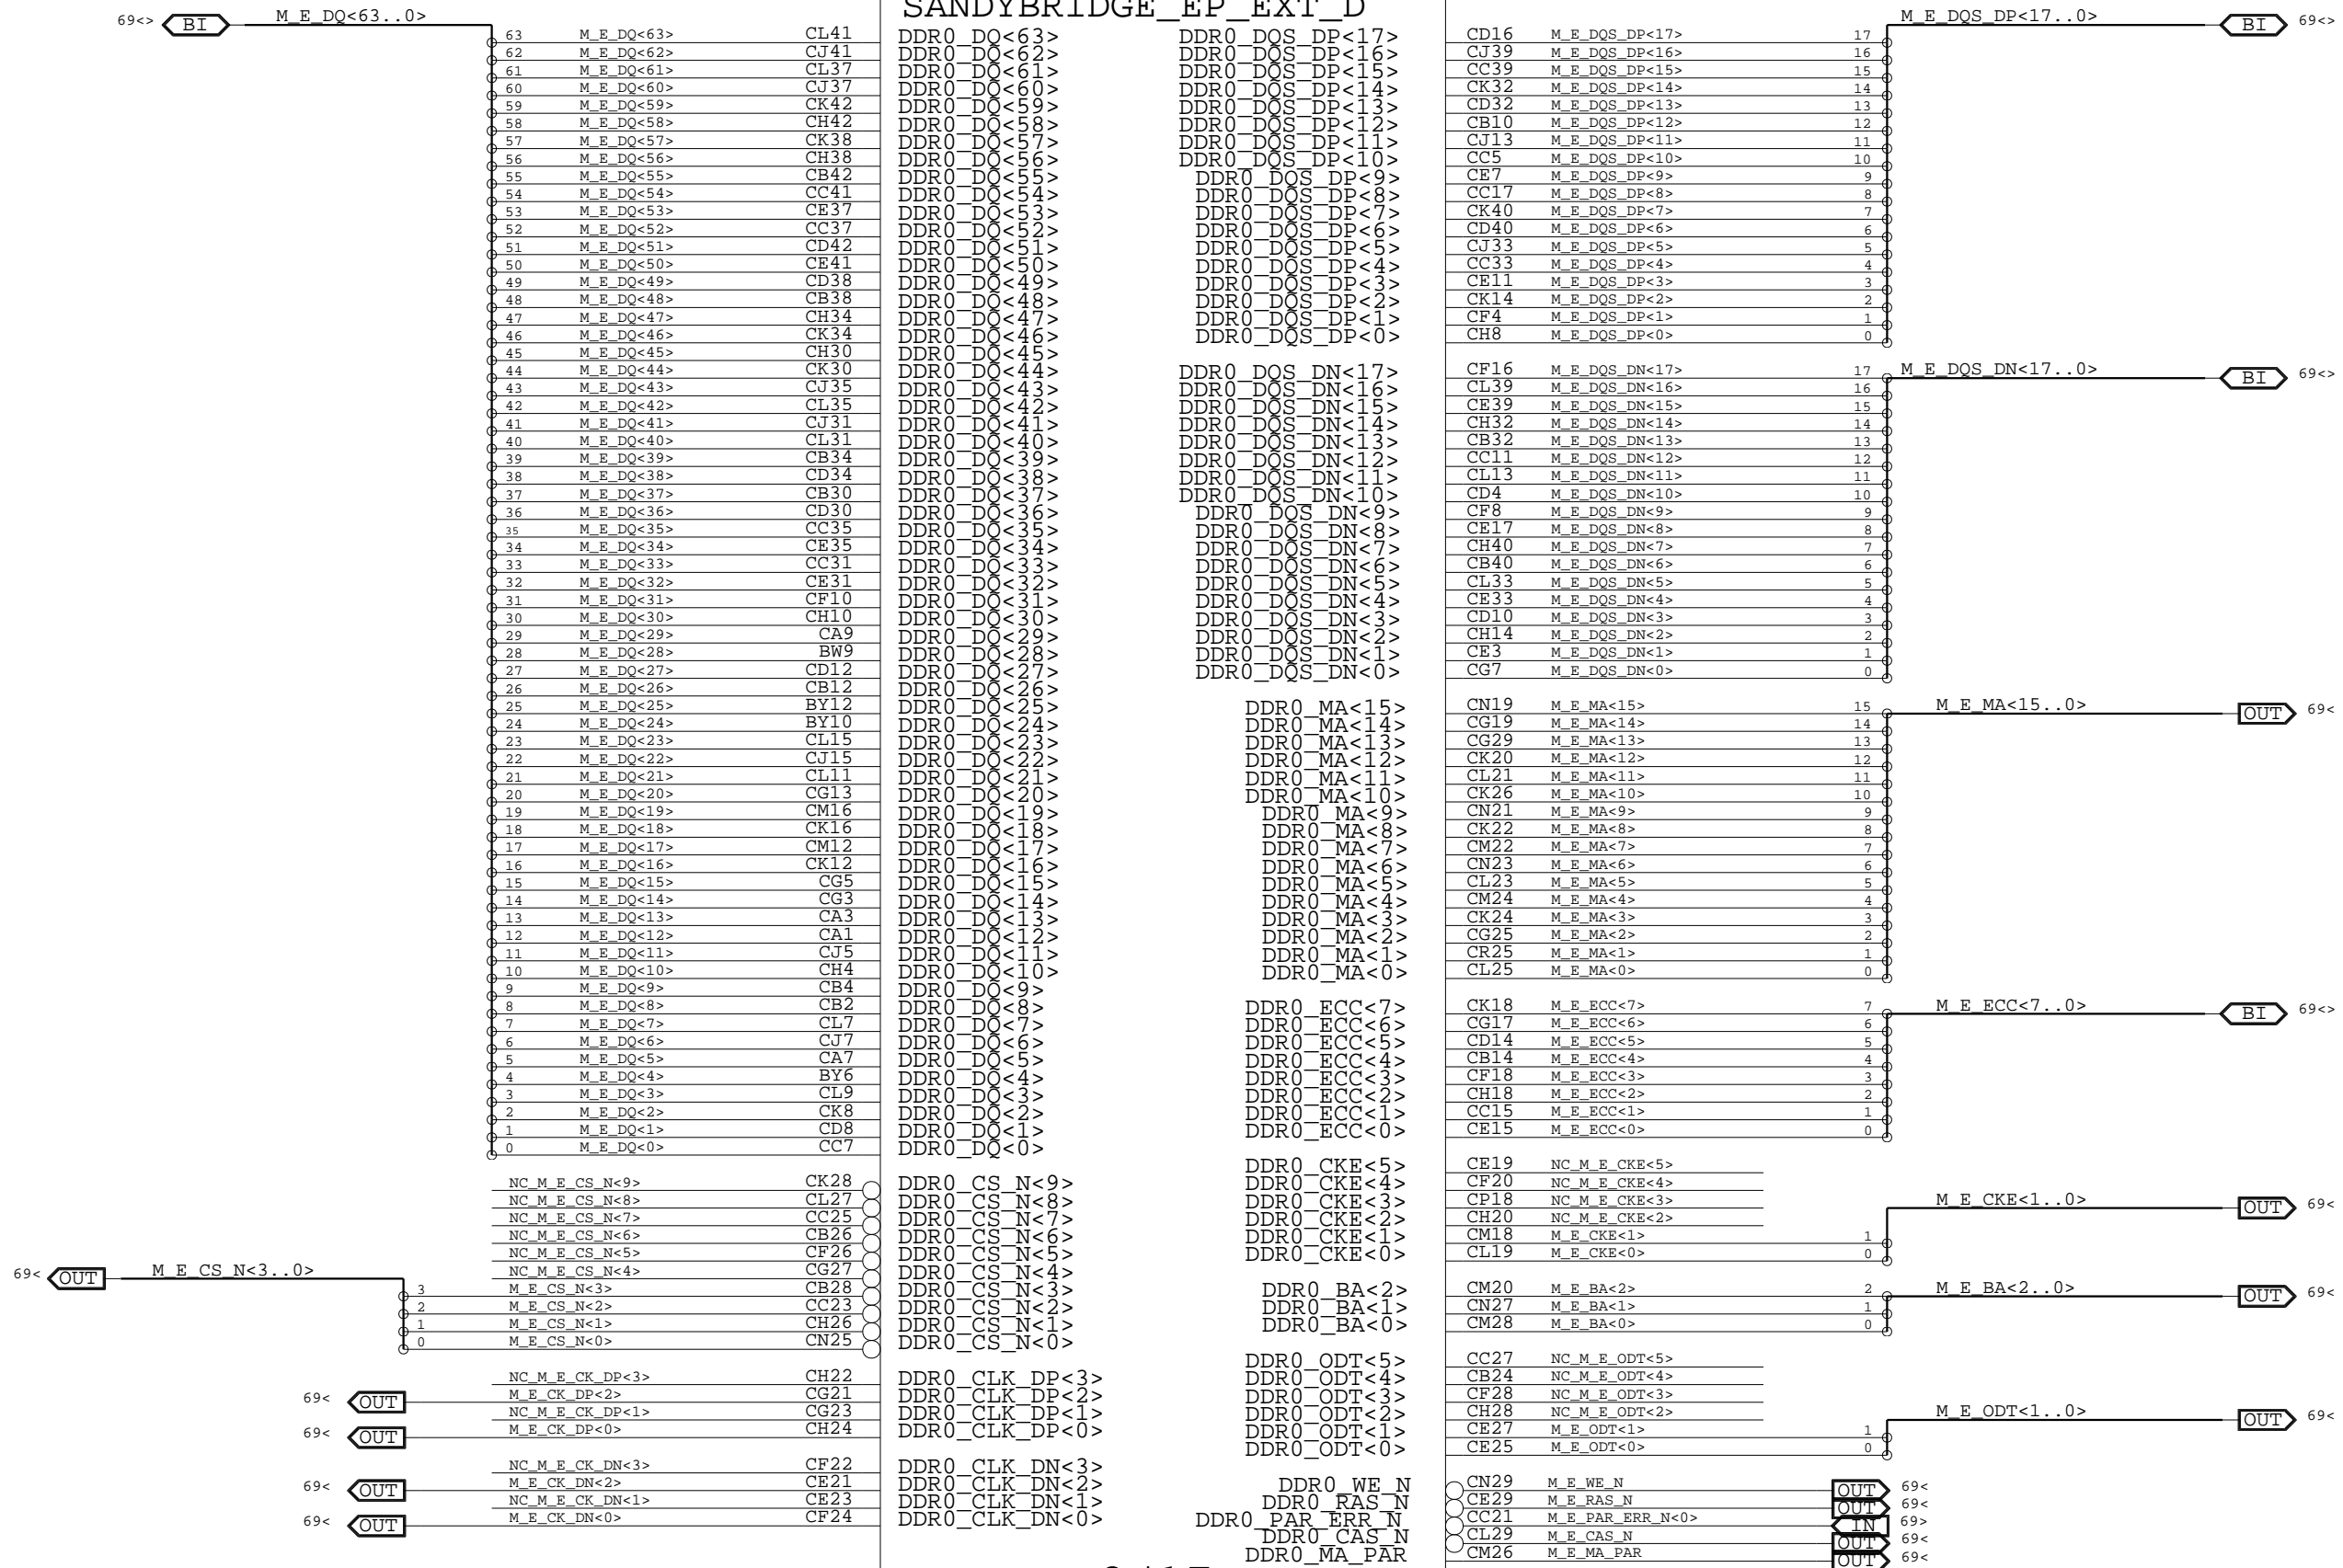 SANDYBRIDGE_EP_EXT_D
69<> BI M_E_DQ<63..0>
63 M_E_DQ<63> CL41 DDR0_DQ<63>
62 M_E_DQ<62> CJ41 DDR0_DQ<62>
61 M_E_DQ<61> CL37 DDR0_DQ<61>
60 M_E_DQ<60> CJ37 DDR0_DQ<60>
59 M_E_DQ<59> CK42 DDR0_DQ<59>
58 M_E_DQ<58> CH42 DDR0_DQ<58>
57 M_E_DQ<57> CK38 DDR0_DQ<57>
56 M_E_DQ<56> CH38 DDR0_DQ<56>
55 M_E_DQ<55> CB42 DDR0_DQ<55>
54 M_E_DQ<54> CC41 DDR0_DQ<54>
53 M_E_DQ<53> CE37 DDR0_DQ<53>
52 M_E_DQ<52> CC37 DDR0_DQ<52>
51 M_E_DQ<51> CD42 DDR0_DQ<51>
50 M_E_DQ<50> CE41 DDR0_DQ<50>
49 M_E_DQ<49> CD38 DDR0_DQ<49>
48 M_E_DQ<48> CB38 DDR0_DQ<48>
47 M_E_DQ<47> CH34 DDR0_DQ<47>
46 M_E_DQ<46> CK34 DDR0_DQ<46>
45 M_E_DQ<45> CH30 DDR0_DQ<45>
44 M_E_DQ<44> CK30 DDR0_DQ<44>
43 M_E_DQ<43> CJ35 DDR0_DQ<43>
42 M_E_DQ<42> CL35 DDR0_DQ<42>
41 M_E_DQ<41> CJ31 DDR0_DQ<41>
40 M_E_DQ<40> CL31 DDR0_DQ<40>
39 M_E_DQ<39> CB34 DDR0_DQ<39>
38 M_E_DQ<38> CD34 DDR0_DQ<38>
37 M_E_DQ<37> CB30 DDR0_DQ<37>
36 M_E_DQ<36> CD30 DDR0_DQ<36>
35 M_E_DQ<35> CC35 DDR0_DQ<35>
34 M_E_DQ<34> CE35 DDR0_DQ<34>
33 M_E_DQ<33> CC31 DDR0_DQ<33>
32 M_E_DQ<32> CE31 DDR0_DQ<32>
31 M_E_DQ<31> CF10 DDR0_DQ<31>
30 M_E_DQ<30> CH10 DDR0_DQ<30>
29 M_E_DQ<29> CA9 DDR0_DQ<29>
28 M_E_DQ<28> BW9 DDR0_DQ<28>
27 M_E_DQ<27> CD12 DDR0_DQ<27>
26 M_E_DQ<26> CB12 DDR0_DQ<26>
25 M_E_DQ<25> BY12 DDR0_DQ<25>
24 M_E_DQ<24> BY10 DDR0_DQ<24>
23 M_E_DQ<23> CL15 DDR0_DQ<23>
22 M_E_DQ<22> CJ15 DDR0_DQ<22>
21 M_E_DQ<21> CL11 DDR0_DQ<21>
20 M_E_DQ<20> CG13 DDR0_DQ<20>
19 M_E_DQ<19> CM16 DDR0_DQ<19>
18 M_E_DQ<18> CK16 DDR0_DQ<18>
17 M_E_DQ<17> CM12 DDR0_DQ<17>
16 M_E_DQ<16> CK12 DDR0_DQ<16>
15 M_E_DQ<15> CG5 DDR0_DQ<15>
14 M_E_DQ<14> CG3 DDR0_DQ<14>
13 M_E_DQ<13> CA3 DDR0_DQ<13>
12 M_E_DQ<12> CA1 DDR0_DQ<12>
11 M_E_DQ<11> CJ5 DDR0_DQ<11>
10 M_E_DQ<10> CH4 DDR0_DQ<10>
9 M_E_DQ<9> CB4 DDR0_DQ<9>
8 M_E_DQ<8> CB2 DDR0_DQ<8>
7 M_E_DQ<7> CL7 DDR0_DQ<7>
6 M_E_DQ<6> CJ7 DDR0_DQ<6>
5 M_E_DQ<5> CA7 DDR0_DQ<5>
4 M_E_DQ<4> BY6 DDR0_DQ<4>
3 M_E_DQ<3> CL9 DDR0_DQ<3>
2 M_E_DQ<2> CK8 DDR0_DQ<2>
1 M_E_DQ<1> CD8 DDR0_DQ<1>
0 M_E_DQ<0> CC7 DDR0_DQ<0>
NC_M_E_CS_N<9> CK28 DDR0_CS_N<9>
NC_M_E_CS_N<8> CL27 DDR0_CS_N<8>
NC_M_E_CS_N<7> CC25 DDR0_CS_N<7>
NC_M_E_CS_N<6> CB26 DDR0_CS_N<6>
NC_M_E_CS_N<5> CF26 DDR0_CS_N<5>
NC_M_E_CS_N<4> CG27 DDR0_CS_N<4>
69< OUT M_E_CS_N<3..0>
3 M_E_CS_N<3> CB28 DDR0_CS_N<3>
2 M_E_CS_N<2> CC23 DDR0_CS_N<2>
1 M_E_CS_N<1> CH26 DDR0_CS_N<1>
0 M_E_CS_N<0> CN25 DDR0_CS_N<0>
NC_M_E_CK_DP<3> CH22 DDR0_CLK_DP<3>
69< OUT M_E_CK_DP<2> CG21 DDR0_CLK_DP<2>
NC_M_E_CK_DP<1> CG23 DDR0_CLK_DP<1>
69< OUT M_E_CK_DP<0> CH24 DDR0_CLK_DP<0>
NC_M_E_CK_DN<3> CF22 DDR0_CLK_DN<3>
69< OUT M_E_CK_DN<2> CE21 DDR0_CLK_DN<2>
NC_M_E_CK_DN<1> CE23 DDR0_CLK_DN<1>
69< OUT M_E_CK_DN<0> CF24 DDR0_CLK_DN<0>
M_E_DQS_DP<17..0> BI 69<>
DDR0_DQS_DP<17> CD16 M_E_DQS_DP<17> 17
DDR0_DQS_DP<16> CJ39 M_E_DQS_DP<16> 16
DDR0_DQS_DP<15> CC39 M_E_DQS_DP<15> 15
DDR0_DQS_DP<14> CK32 M_E_DQS_DP<14> 14
DDR0_DQS_DP<13> CD32 M_E_DQS_DP<13> 13
DDR0_DQS_DP<12> CB10 M_E_DQS_DP<12> 12
DDR0_DQS_DP<11> CJ13 M_E_DQS_DP<11> 11
DDR0_DQS_DP<10> CC5 M_E_DQS_DP<10> 10
DDR0_DQS_DP<9> CE7 M_E_DQS_DP<9> 9
DDR0_DQS_DP<8> CC17 M_E_DQS_DP<8> 8
DDR0_DQS_DP<7> CK40 M_E_DQS_DP<7> 7
DDR0_DQS_DP<6> CD40 M_E_DQS_DP<6> 6
DDR0_DQS_DP<5> CJ33 M_E_DQS_DP<5> 5
DDR0_DQS_DP<4> CC33 M_E_DQS_DP<4> 4
DDR0_DQS_DP<3> CE11 M_E_DQS_DP<3> 3
DDR0_DQS_DP<2> CK14 M_E_DQS_DP<2> 2
DDR0_DQS_DP<1> CF4 M_E_DQS_DP<1> 1
DDR0_DQS_DP<0> CH8 M_E_DQS_DP<0> 0
M_E_DQS_DN<17..0> BI 69<>
DDR0_DQS_DN<17> CF16 M_E_DQS_DN<17> 17
DDR0_DQS_DN<16> CL39 M_E_DQS_DN<16> 16
DDR0_DQS_DN<15> CE39 M_E_DQS_DN<15> 15
DDR0_DQS_DN<14> CH32 M_E_DQS_DN<14> 14
DDR0_DQS_DN<13> CB32 M_E_DQS_DN<13> 13
DDR0_DQS_DN<12> CC11 M_E_DQS_DN<12> 12
DDR0_DQS_DN<11> CL13 M_E_DQS_DN<11> 11
DDR0_DQS_DN<10> CD4 M_E_DQS_DN<10> 10
DDR0_DQS_DN<9> CF8 M_E_DQS_DN<9> 9
DDR0_DQS_DN<8> CE17 M_E_DQS_DN<8> 8
DDR0_DQS_DN<7> CH40 M_E_DQS_DN<7> 7
DDR0_DQS_DN<6> CB40 M_E_DQS_DN<6> 6
DDR0_DQS_DN<5> CL33 M_E_DQS_DN<5> 5
DDR0_DQS_DN<4> CE33 M_E_DQS_DN<4> 4
DDR0_DQS_DN<3> CD10 M_E_DQS_DN<3> 3
DDR0_DQS_DN<2> CH14 M_E_DQS_DN<2> 2
DDR0_DQS_DN<1> CE3 M_E_DQS_DN<1> 1
DDR0_DQS_DN<0> CG7 M_E_DQS_DN<0> 0
M_E_MA<15..0> OUT 69<
DDR0_MA<15> CN19 M_E_MA<15> 15
DDR0_MA<14> CG19 M_E_MA<14> 14
DDR0_MA<13> CG29 M_E_MA<13> 13
DDR0_MA<12> CK20 M_E_MA<12> 12
DDR0_MA<11> CL21 M_E_MA<11> 11
DDR0_MA<10> CK26 M_E_MA<10> 10
DDR0_MA<9> CN21 M_E_MA<9> 9
DDR0_MA<8> CK22 M_E_MA<8> 8
DDR0_MA<7> CM22 M_E_MA<7> 7
DDR0_MA<6> CN23 M_E_MA<6> 6
DDR0_MA<5> CL23 M_E_MA<5> 5
DDR0_MA<4> CM24 M_E_MA<4> 4
DDR0_MA<3> CK24 M_E_MA<3> 3
DDR0_MA<2> CG25 M_E_MA<2> 2
DDR0_MA<1> CR25 M_E_MA<1> 1
DDR0_MA<0> CL25 M_E_MA<0> 0
M_E_ECC<7..0> BI 69<>
DDR0_ECC<7> CK18 M_E_ECC<7> 7
DDR0_ECC<6> CG17 M_E_ECC<6> 6
DDR0_ECC<5> CD14 M_E_ECC<5> 5
DDR0_ECC<4> CB14 M_E_ECC<4> 4
DDR0_ECC<3> CF18 M_E_ECC<3> 3
DDR0_ECC<2> CH18 M_E_ECC<2> 2
DDR0_ECC<1> CC15 M_E_ECC<1> 1
DDR0_ECC<0> CE15 M_E_ECC<0> 0
DDR0_CKE<5> CE19 NC_M_E_CKE<5>
DDR0_CKE<4> CF20 NC_M_E_CKE<4>
DDR0_CKE<3> CP18 NC_M_E_CKE<3>
DDR0_CKE<2> CH20 NC_M_E_CKE<2>
M_E_CKE<1..0> OUT 69<
DDR0_CKE<1> CM18 M_E_CKE<1> 1
DDR0_CKE<0> CL19 M_E_CKE<0> 0
M_E_BA<2..0> OUT 69<
DDR0_BA<2> CM20 M_E_BA<2> 2
DDR0_BA<1> CN27 M_E_BA<1> 1
DDR0_BA<0> CM28 M_E_BA<0> 0
DDR0_ODT<5> CC27 NC_M_E_ODT<5>
DDR0_ODT<4> CB24 NC_M_E_ODT<4>
DDR0_ODT<3> CF28 NC_M_E_ODT<3>
DDR0_ODT<2> CH28 NC_M_E_ODT<2>
M_E_ODT<1..0> OUT 69<
DDR0_ODT<1> CE27 M_E_ODT<1> 1
DDR0_ODT<0> CE25 M_E_ODT<0> 0
DDR0_WE_N CN29 M_E_WE_N OUT 69<
DDR0_RAS_N CE29 M_E_RAS_N OUT 69<
DDR0_PAR_ERR_N CC21 M_E_PAR_ERR_N<0> IN 69>
DDR0_CAS_N CL29 M_E_CAS_N OUT 69<
DDR0_MA_PAR CM26 M_E_MA_PAR OUT 69<